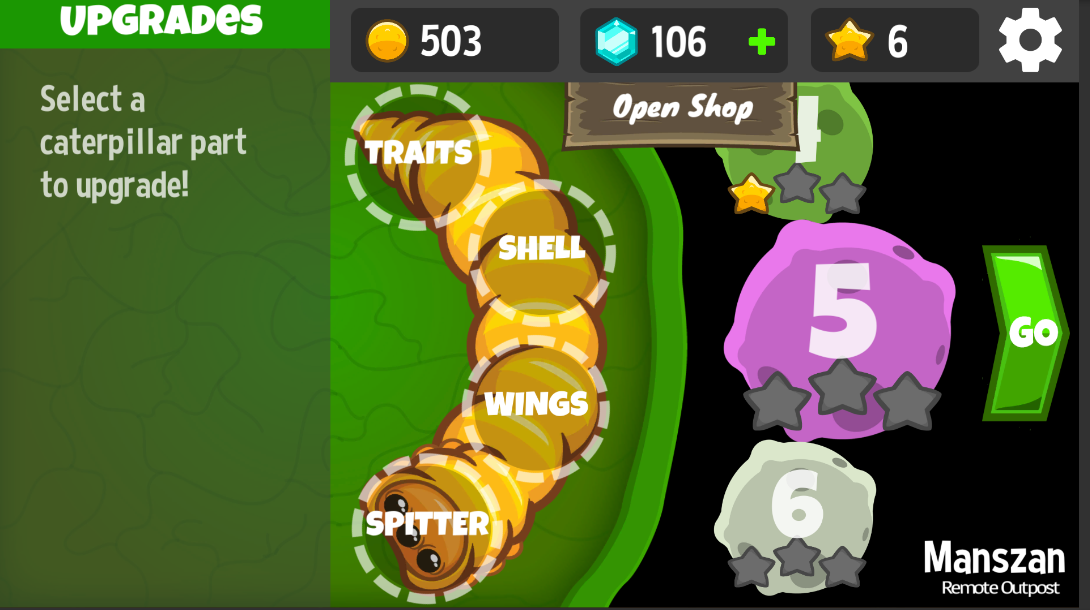 UPGRADES
503
106
6
Select a
caterpillar part
to upgrade!
Open Shop
TRAITS
4
SHELL
5
GO
WINGS
6
SPITTER
Manszan
Remote Outpost